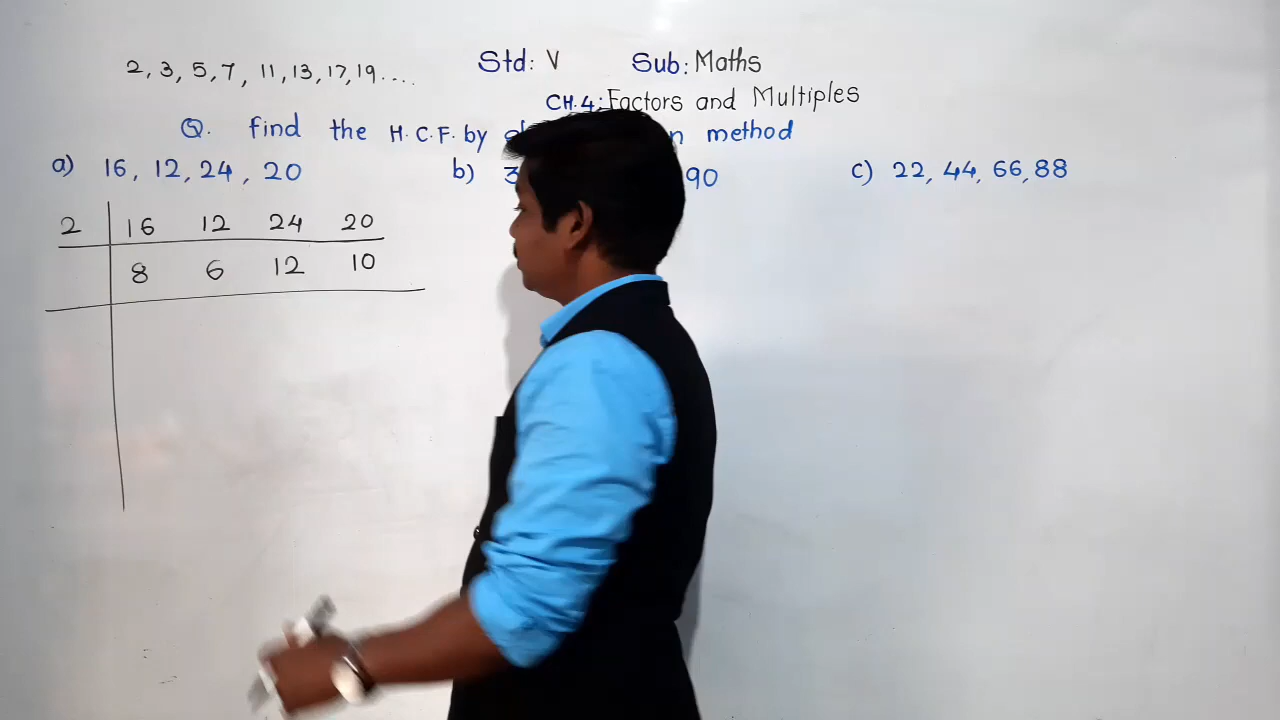 2, 3, 5, 7, 11, 13, 17, 19....
Std: V Sub: Maths
CH.4: Factors and Multiples
Q. find the H.C.F. by method
a) 16, 12, 24, 20 b) 90 c) 22, 44, 66, 88
2 16 12 24 20
8 6 12 10